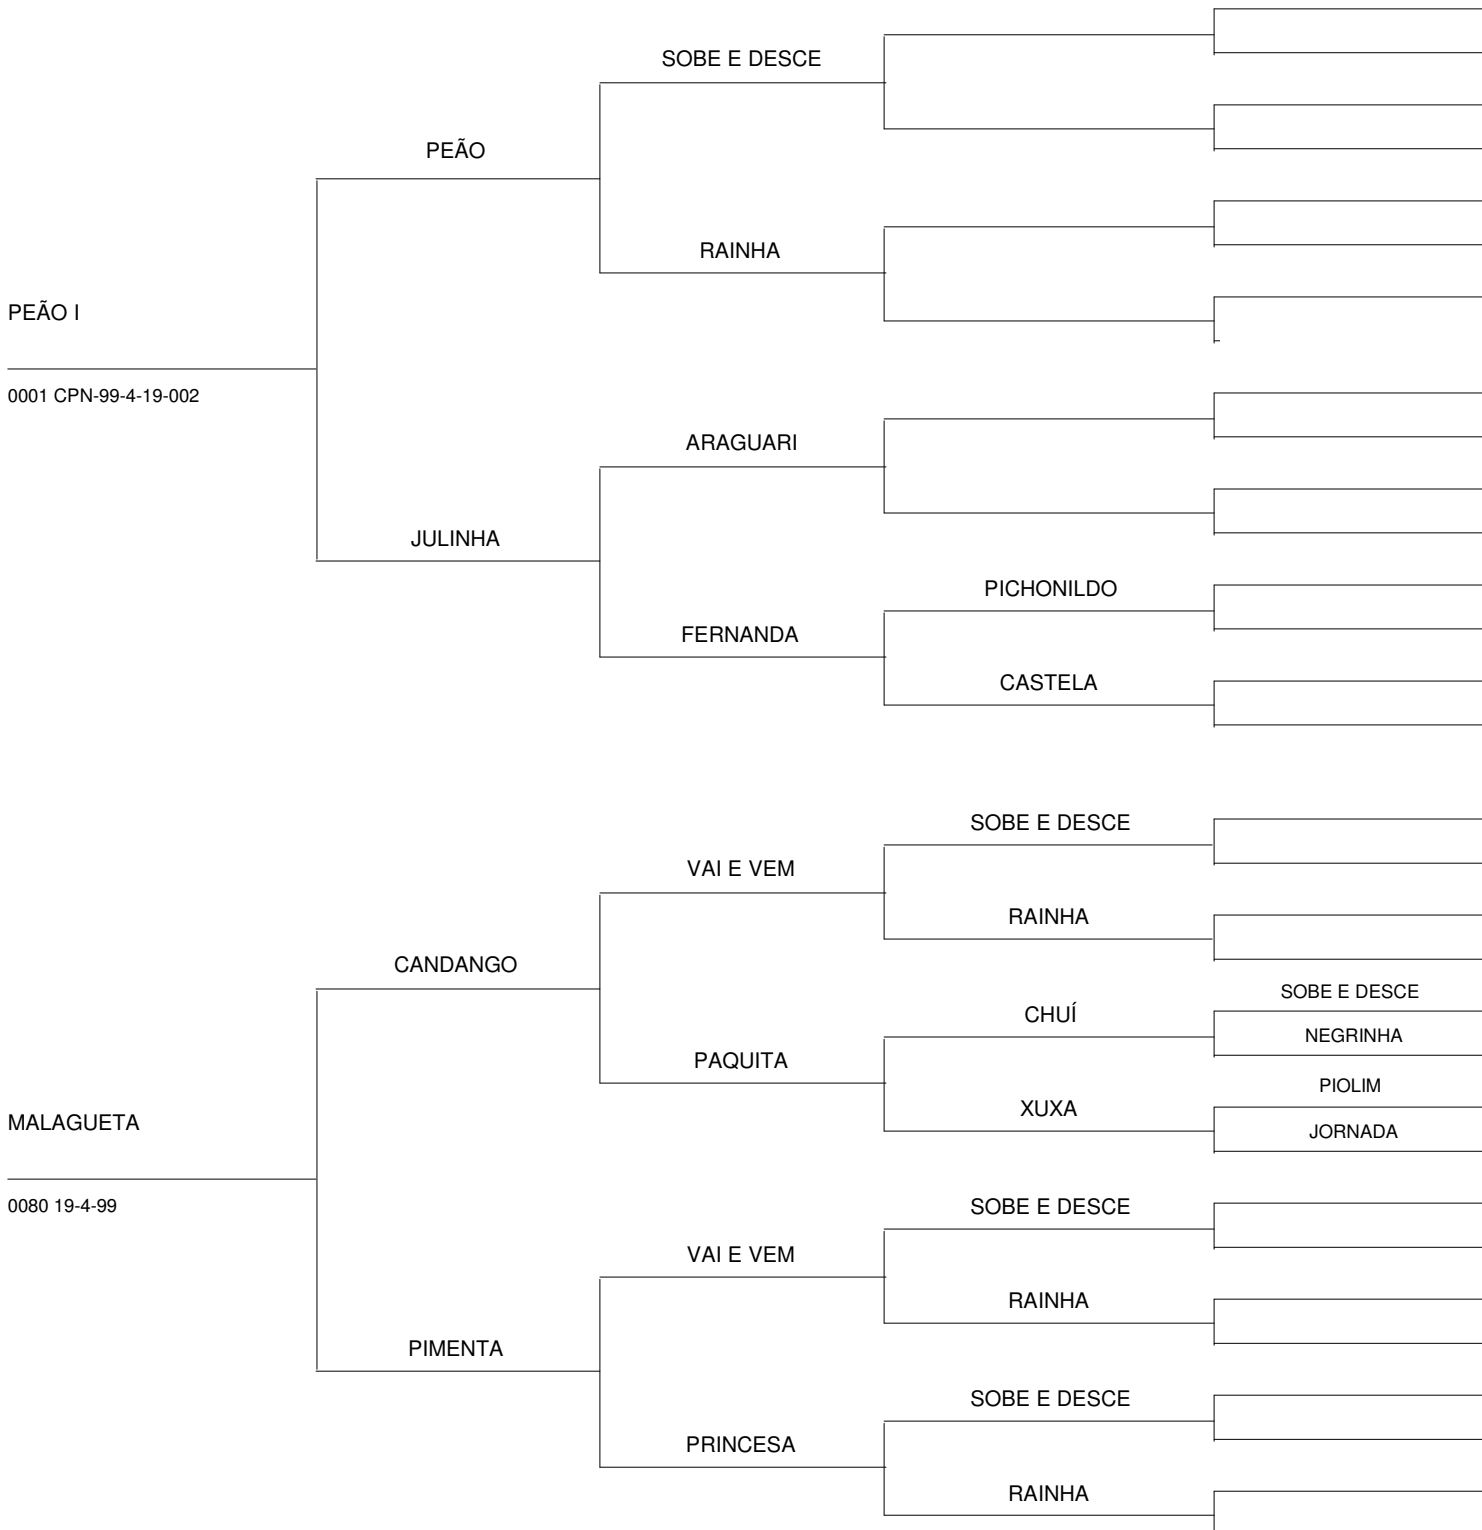 SOBE E DESCE
PEÃO
RAINHA
PEÃO I
0001 CPN-99-4-19-002
ARAGUARI
JULINHA
PICHONILDO
FERNANDA
CASTELA
SOBE E DESCE
VAI E VEM
RAINHA
CANDANGO
SOBE E DESCE
CHUÍ
NEGRINHA
PAQUITA
PIOLIM
XUXA
MALAGUETA
JORNADA
0080 19-4-99
SOBE E DESCE
VAI E VEM
RAINHA
PIMENTA
SOBE E DESCE
PRINCESA
RAINHA